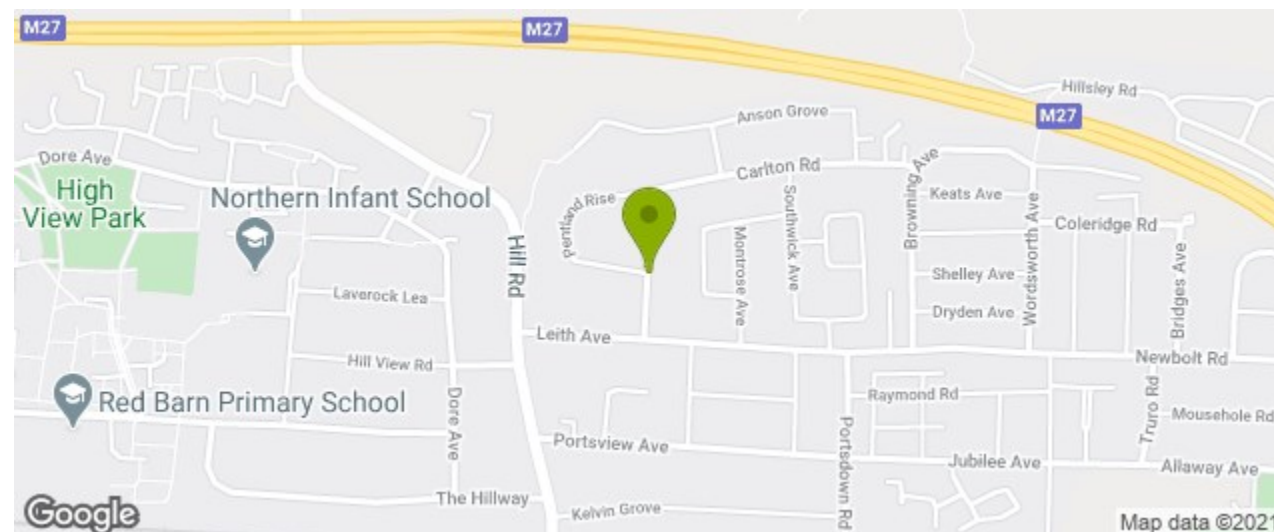 M27
M27
Hillsley Rd
M27
Anson Grove
Dore Ave
Carlton Rd
High
View Park
Northern Infant School
Pentland Rise
Southwick Ave
Browning Ave
Keats Ave
Wordsworth Ave
Coleridge Rd
Hill Rd
Montrose Ave
Shelley Ave
Bridges Ave
Laverock Lea
Dryden Ave
Leith Ave
Hill View Rd
Newbolt Rd
Red Barn Primary School
Dore Ave
Raymond Rd
Truro Rd
Mousehole Rd
Portsview Ave
Portsdown Rd
Jubilee Ave
Allaway Ave
The Hillway
Kelvin Grove
Google
Map data ©2021